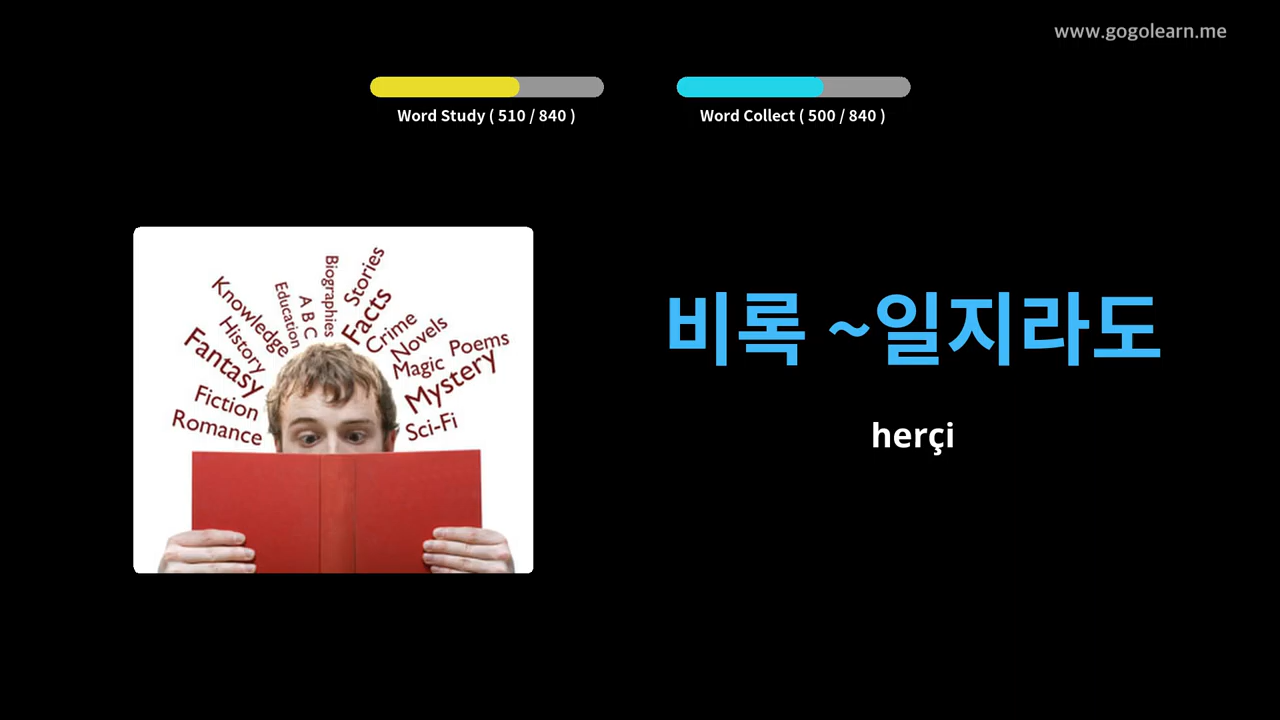 www.gogolearn.me
Word Study ( 510 / 840 )
Word Collect ( 500 / 840 )
Knowledge
Education
A B C
Biographies
Stories
Facts
History
Crime
Novels
Fantasy
Magic
Poems
Mystery
Fiction
Romance
Sci-Fi
비록 ~일지라도
herçi